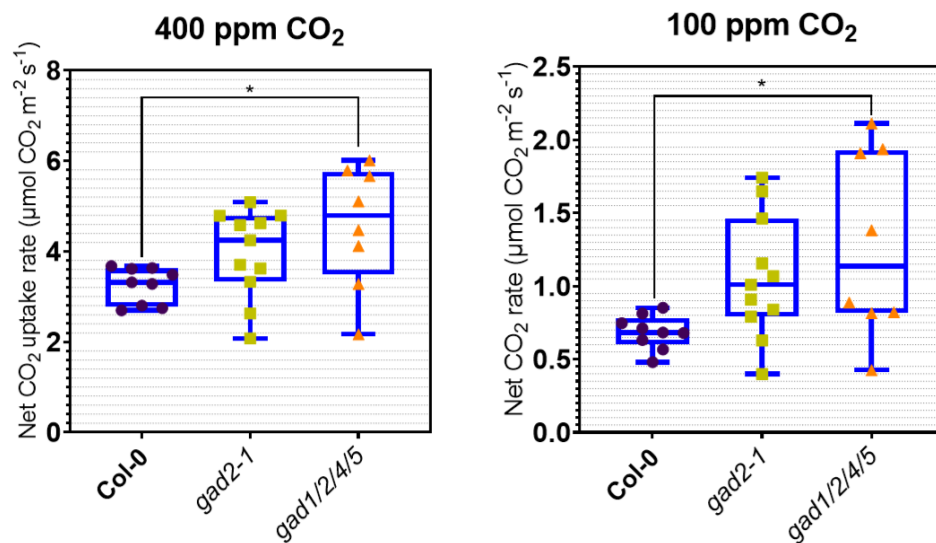 400 ppm CO₂
Net CO₂ uptake rate (µmol CO₂ m⁻² s⁻¹)
8
6
4
2
0
*
Col-0
gad2-1
gad1/2/4/5
100 ppm CO₂
Net CO₂ rate (µmol CO₂ m⁻² s⁻¹)
2.5
2.0
1.5
1.0
0.5
0.0
*
Col-0
gad2-1
gad1/2/4/5